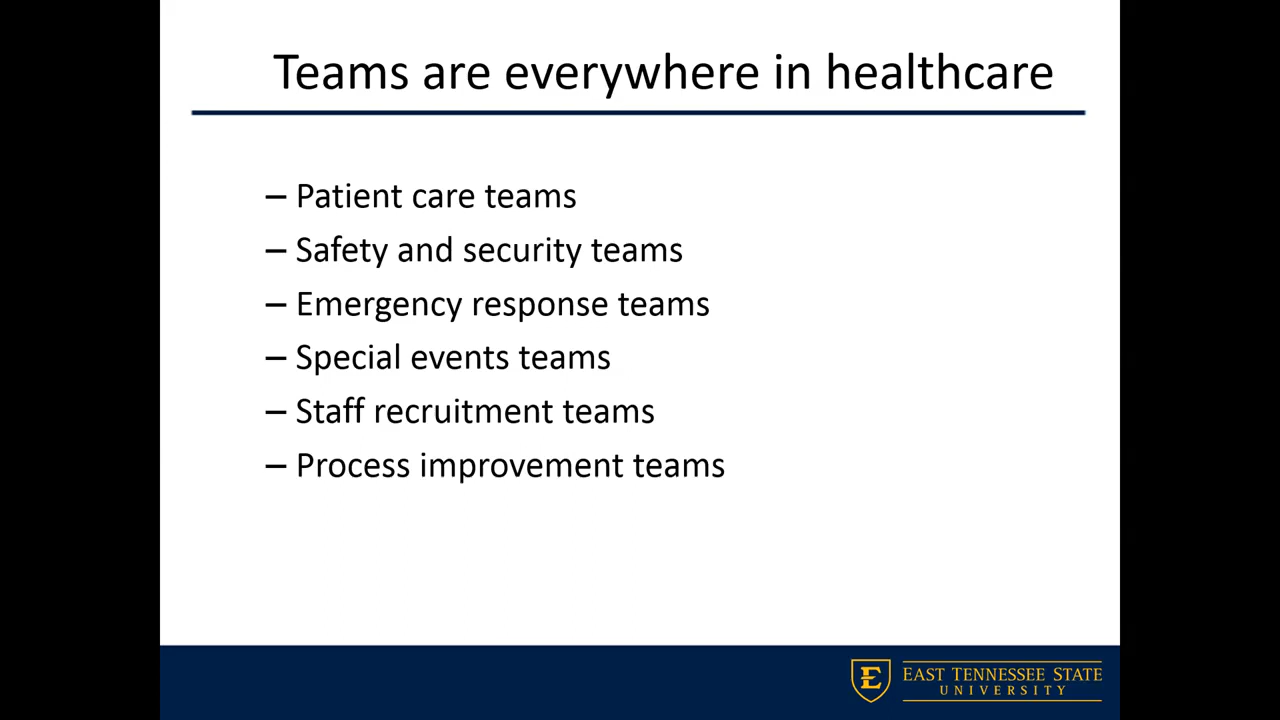 Teams are everywhere in healthcare
– Patient care teams
– Safety and security teams
– Emergency response teams
– Special events teams
– Staff recruitment teams
– Process improvement teams
E
EAST TENNESSEE STATE
UNIVERSITY